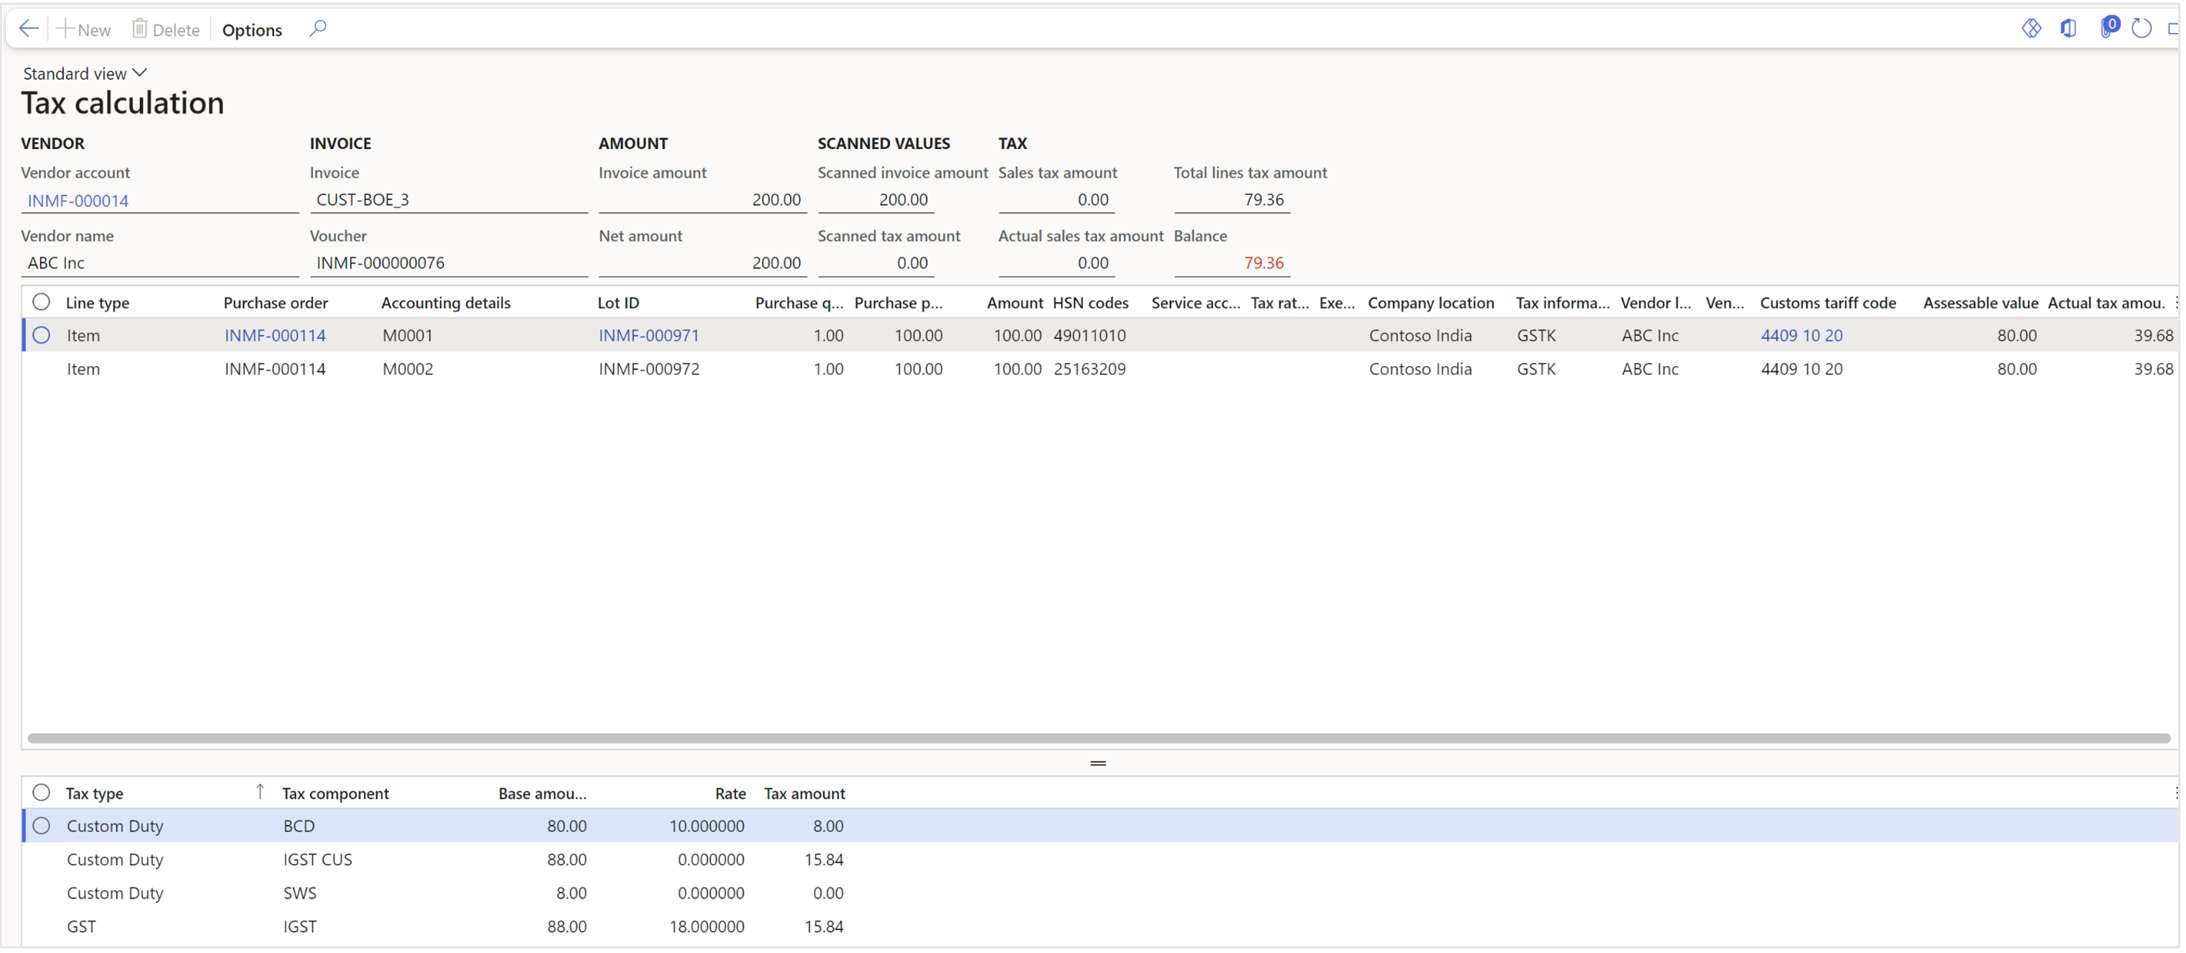 New Delete Options 0
Standard view
Tax calculation
VENDOR INVOICE AMOUNT SCANNED VALUES TAX
Vendor account Invoice Invoice amount Scanned invoice amount Sales tax amount Total lines tax amount
INMF-000014 CUST-BOE_3 200.00 200.00 0.00 79.36
Vendor name Voucher Net amount Scanned tax amount Actual sales tax amount Balance
ABC Inc INMF-000000076 200.00 0.00 0.00 79.36
Line type Purchase order Accounting details Lot ID Purchase q... Purchase p... Amount HSN codes Service acc... Tax rat... Exe... Company location Tax informa... Vendor l... Ven... Customs tariff code Assessable value Actual tax amou.
Item INMF-000114 M0001 INMF-000971 1.00 100.00 100.00 49011010 Contoso India GSTK ABC Inc 4409 10 20 80.00 39.68
Item INMF-000114 M0002 INMF-000972 1.00 100.00 100.00 25163209 Contoso India GSTK ABC Inc 4409 10 20 80.00 39.68
Tax type Tax component Base amou... Rate Tax amount
Custom Duty BCD 80.00 10.000000 8.00
Custom Duty IGST CUS 88.00 0.000000 15.84
Custom Duty SWS 8.00 0.000000 0.00
GST IGST 88.00 18.000000 15.84